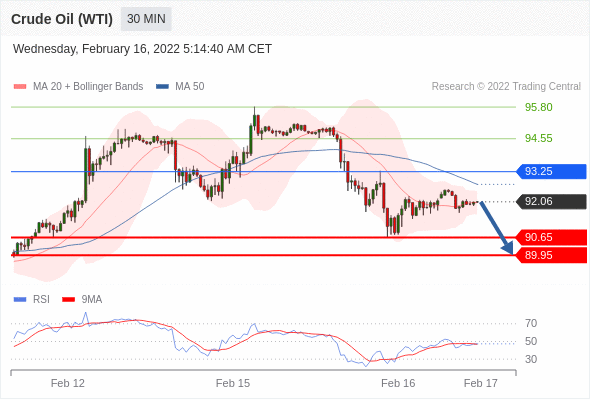 Crude Oil (WTI) 30 MIN
Wednesday, February 16, 2022 5:14:40 AM CET
MA 20 + Bollinger Bands MA 50 Research © 2022 Trading Central
95.80
94.55
93.25
92.06
90.65
89.95
RSI 9MA
70
50
30
Feb 12 Feb 15 Feb 16 Feb 17